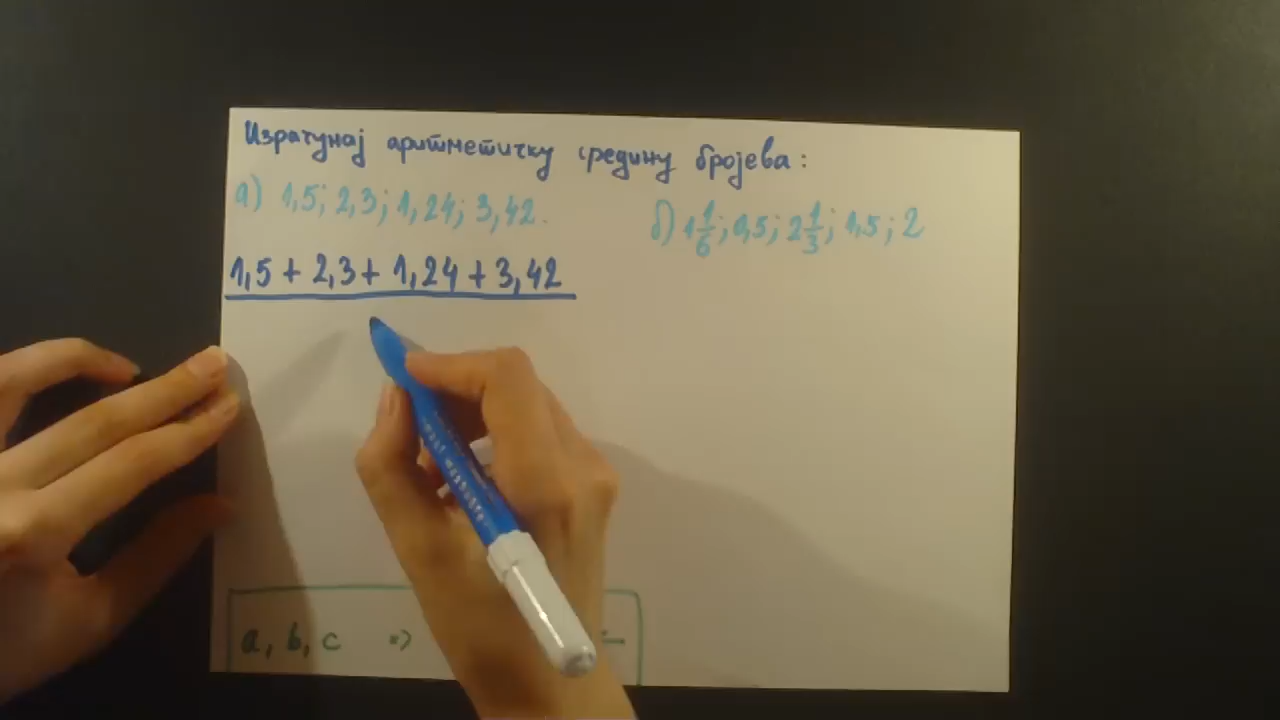 Израчунај аритметичку средину бројева:
а) 1,5; 2,3; 1,24; 3,42.
б) 1 1/6; 0,5; 2 1/3; 1,5; 2
1,5 + 2,3 + 1,24 + 3,42
a, b, c =>